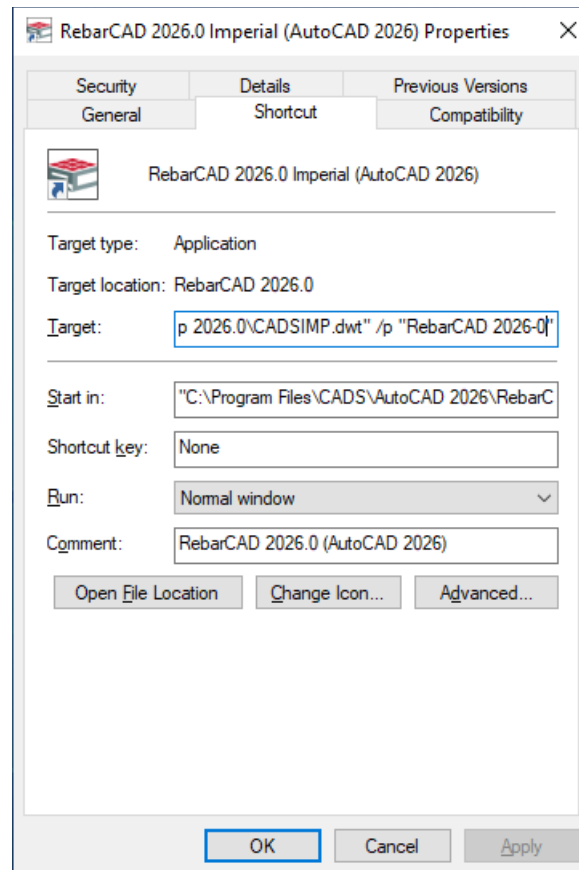 RebarCAD 2026.0 Imperial (AutoCAD 2026) Properties
Security Details Previous Versions
General Shortcut Compatibility
RebarCAD 2026.0 Imperial (AutoCAD 2026)
Target type: Application
Target location: RebarCAD 2026.0
Target: p 2026.0\CADSIMP.dwt" /p "RebarCAD 2026-0"
Start in: "C:\Program Files\CADS\AutoCAD 2026\RebarC
Shortcut key: None
Run: Normal window
Comment: RebarCAD 2026.0 (AutoCAD 2026)
Open File Location Change Icon... Advanced...
OK Cancel Apply